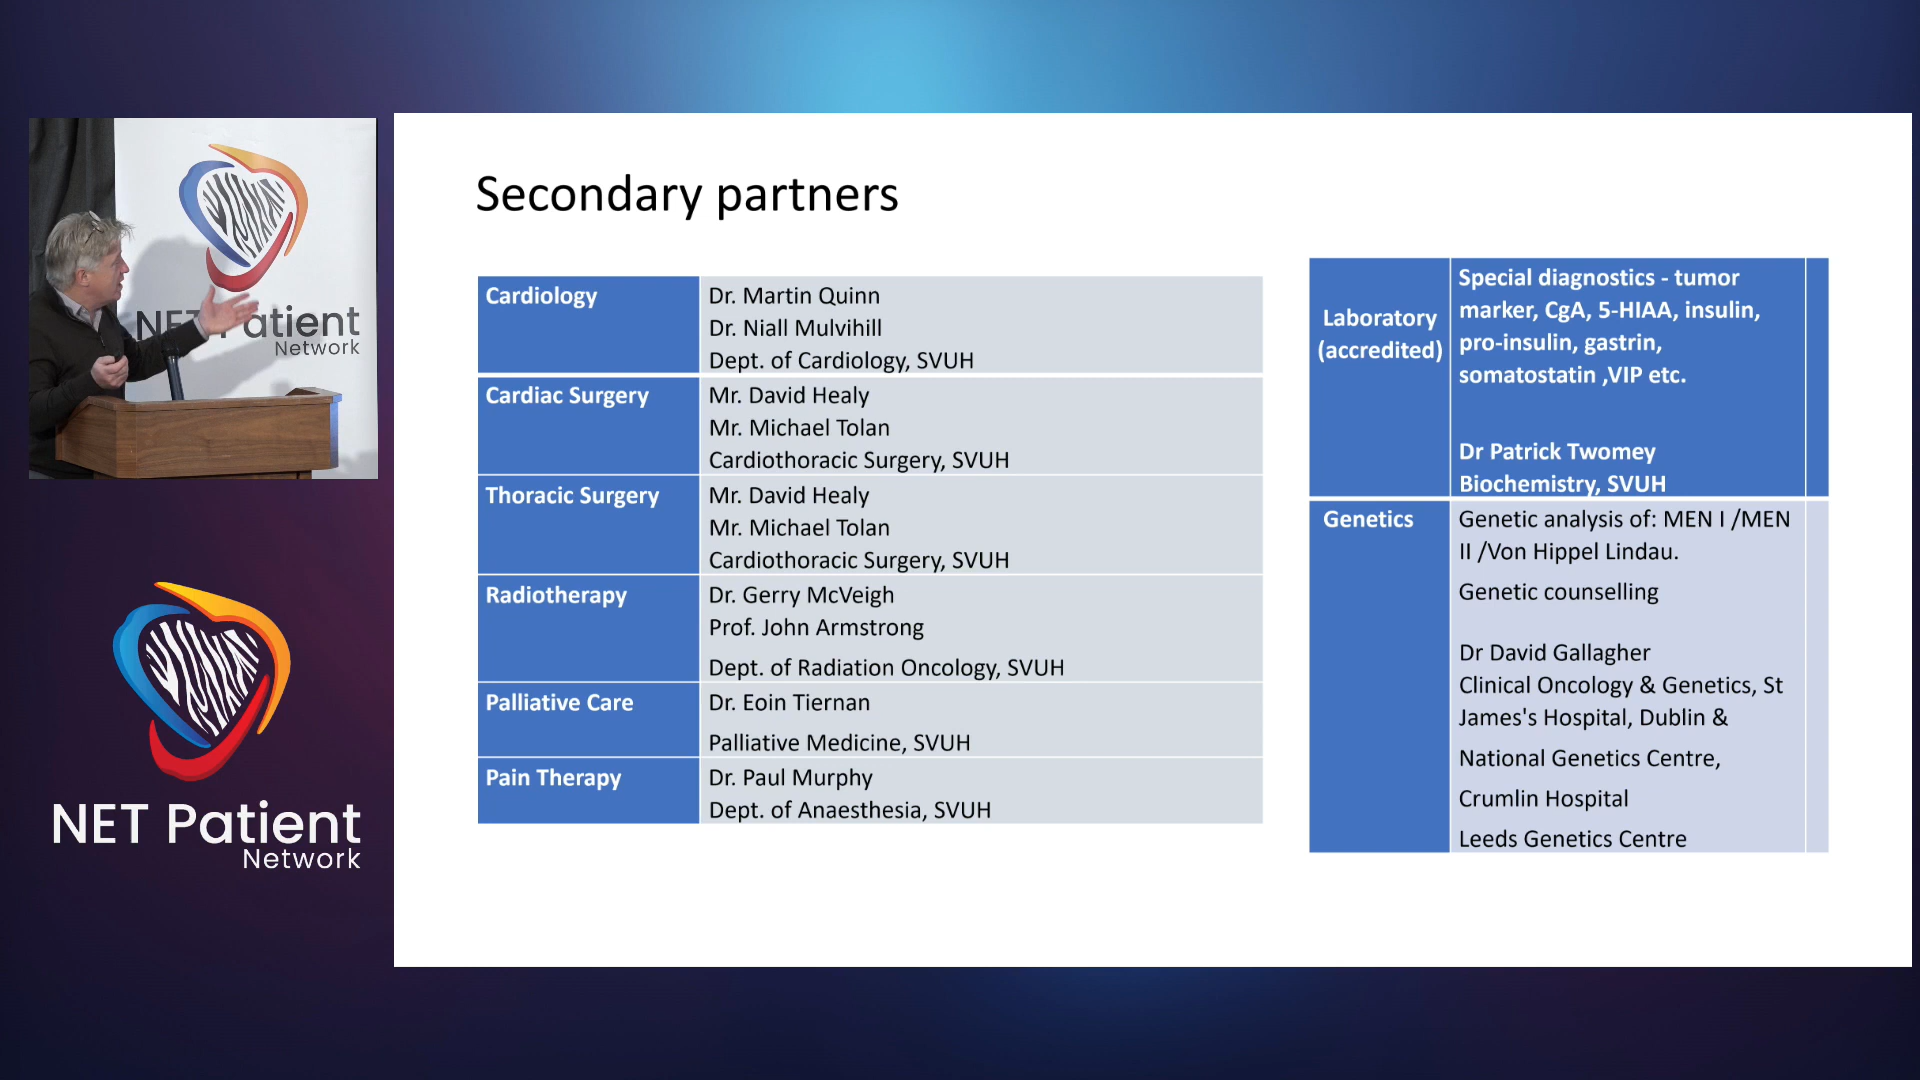 NET Patient
Network
NET Patient
Network
Secondary partners
Cardiology
Dr. Martin Quinn
Dr. Niall Mulvihill
Dept. of Cardiology, SVUH
Cardiac Surgery
Mr. David Healy
Mr. Michael Tolan
Cardiothoracic Surgery, SVUH
Thoracic Surgery
Mr. David Healy
Mr. Michael Tolan
Cardiothoracic Surgery, SVUH
Radiotherapy
Dr. Gerry McVeigh
Prof. John Armstrong
Dept. of Radiation Oncology, SVUH
Palliative Care
Dr. Eoin Tiernan
Palliative Medicine, SVUH
Pain Therapy
Dr. Paul Murphy
Dept. of Anaesthesia, SVUH
Laboratory
(accredited)
Special diagnostics - tumor
marker, CgA, 5-HIAA, insulin,
pro-insulin, gastrin,
somatostatin ,VIP etc.
Dr Patrick Twomey
Biochemistry, SVUH
Genetics
Genetic analysis of: MEN I /MEN
II /Von Hippel Lindau.
Genetic counselling
Dr David Gallagher
Clinical Oncology & Genetics, St
James's Hospital, Dublin &
National Genetics Centre,
Crumlin Hospital
Leeds Genetics Centre